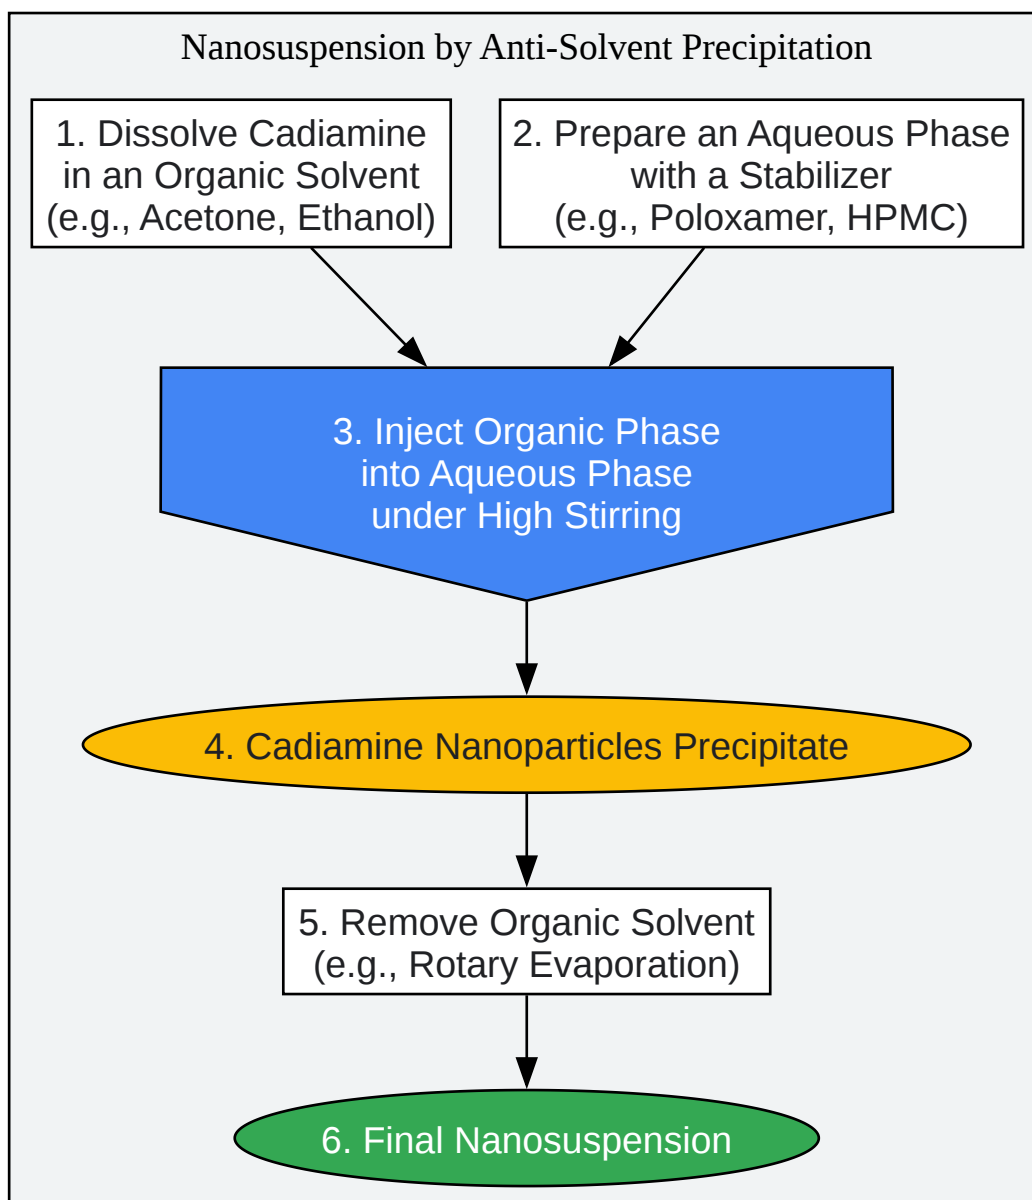 Nanosuspension by Anti-Solvent Precipitation
1. Dissolve Cadiamine
in an Organic Solvent
(e.g., Acetone, Ethanol)
2. Prepare an Aqueous Phase
with a Stabilizer
(e.g., Poloxamer, HPMC)
3. Inject Organic Phase
into Aqueous Phase
under High Stirring
4. Cadiamine Nanoparticles Precipitate
5. Remove Organic Solvent
(e.g., Rotary Evaporation)
6. Final Nanosuspension